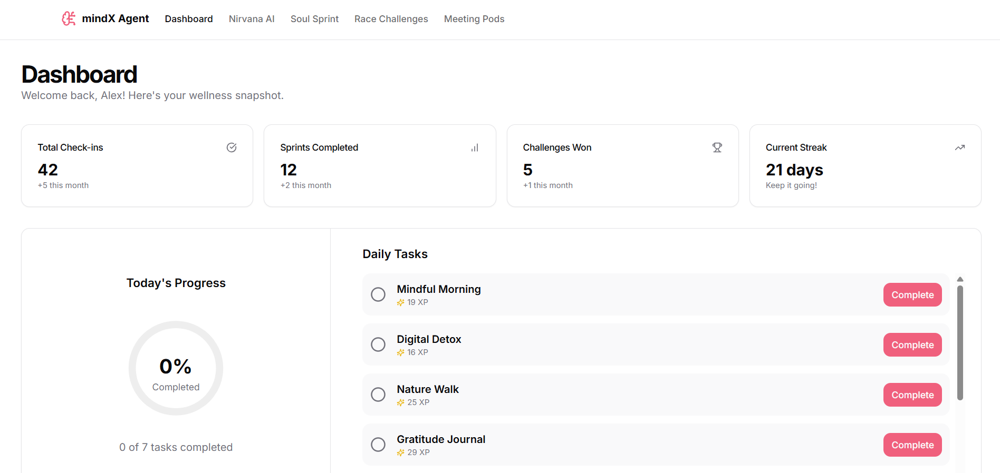 mindX Agent Dashboard Nirvana AI Soul Sprint Race Challenges Meeting Pods
Dashboard
Welcome back, Alex! Here's your wellness snapshot.
Total Check-ins
42
+5 this month
Sprints Completed
12
+2 this month
Challenges Won
5
+1 this month
Current Streak
21 days
Keep it going!
Today's Progress
0%
Completed
0 of 7 tasks completed
Daily Tasks
Mindful Morning
19 XP
Complete
Digital Detox
16 XP
Complete
Nature Walk
25 XP
Complete
Gratitude Journal
29 XP
Complete